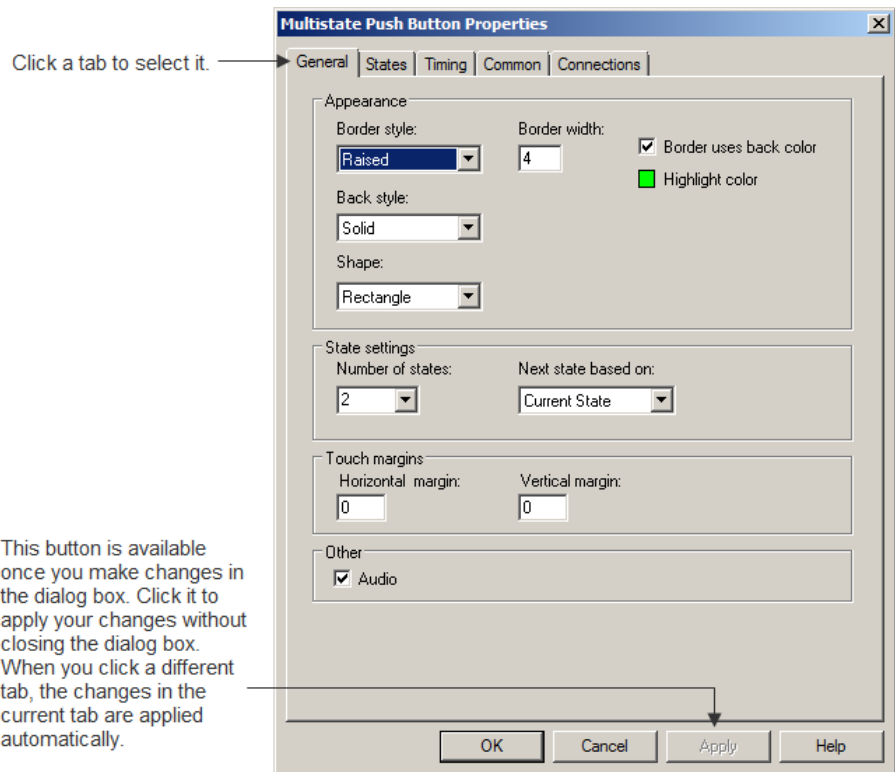 Multistate Push Button Properties
Click a tab to select it.
General States Timing Common Connections
Appearance
Border style: Border width:
Raised 4 Border uses back color
Highlight color
Back style:
Solid
Shape:
Rectangle
State settings
Number of states: Next state based on:
2 Current State
Touch margins
Horizontal margin: Vertical margin:
0 0
Other
Audio
This button is available
once you make changes in
the dialog box. Click it to
apply your changes without
closing the dialog box.
When you click a different
tab, the changes in the
current tab are applied
automatically.
OK Cancel Apply Help